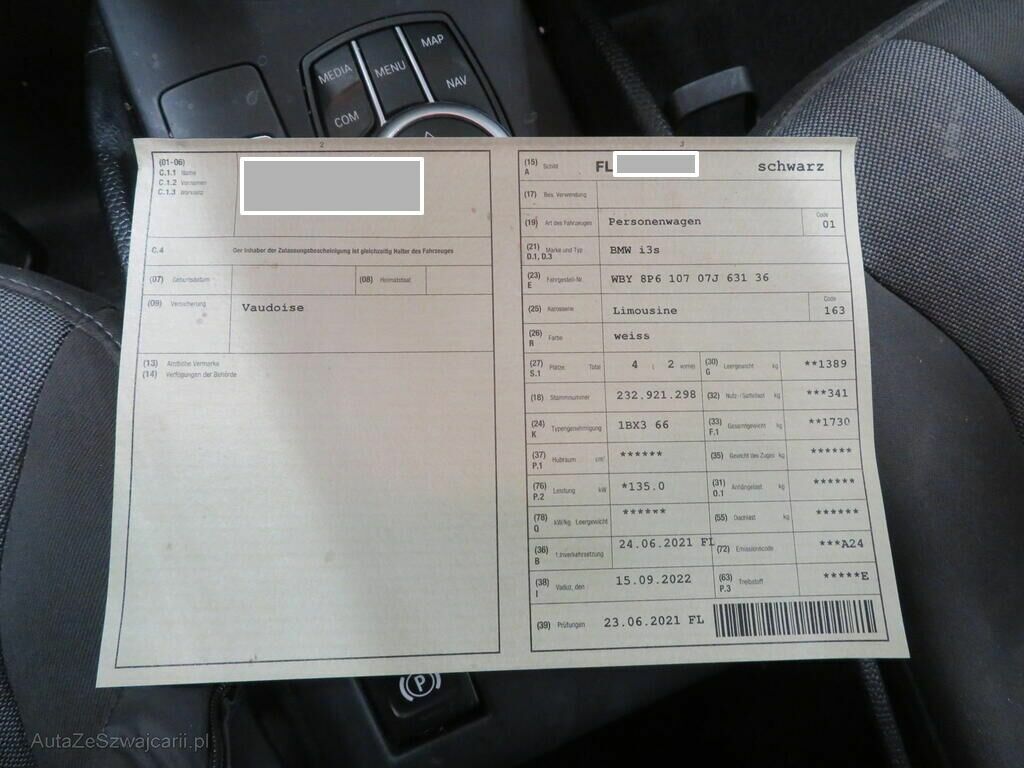 MEDIA
MENU
MAP
COM
NAV
2
(01-06)
C.1.1 Name
C.1.2 Vornamen
C.1.3 Wohnsitz
C.4 Der Inhaber der Zulassungsbescheinigung ist gleichzeitig Halter des Fahrzeuges
(07) Geburtsdatum
(08) Heimatstaat
(09) Versicherung Vaudoise
(13) Amtliche Vermerke
(14) Verfügungen der Behörde
3
(15) Schild FL schwarz
A
(17) Bes. Verwendung
(19) Art des Fahrzeuges Personenwagen Code 01
(21) Marke und Typ BMW i3s
D.1, D.3
(23) Fahrgestell-Nr. WBY 8P6 107 07J 631 36
E
(25) Karosserie Limousine Code 163
(26) Farbe weiss
R
(27) Plätze Total 4 ( 2 vorne) (30) Leergewicht kg **1389
S.1 G
(18) Stammnummer 232.921.298 (32) Nutz-/Sattellast kg ***341
(24) Typengenehmigung 1BX3 66 (33) Gesamtgewicht kg **1730
K F.1
(37) Hubraum cm³ ****** (35) Gewicht des Zuges kg ******
P.1
(76) Leistung kW *135.0 (31) Anhängelast kg ******
P.2 O.1
(78) kW/kg Leergewicht ****** (55) Dachlast kg ******
Q
(36) 1.Inverkehrsetzung 24.06.2021 FL (72) Emissionscode ***A24
B
(38) Vaduz, den 15.09.2022 (63) Treibstoff *****E
I P.3
(39) Prüfungen 23.06.2021 FL
P
AutaZeSzwajcarii.pl